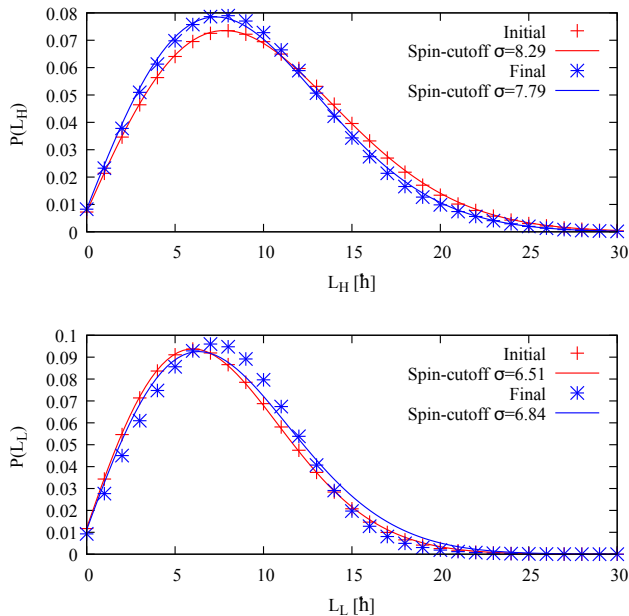 0.08
0.07
0.06
0.05
0.04
0.03
0.02
0.01
0
P(L_H)
Initial
Spin-cutoff σ=8.29
Final
Spin-cutoff σ=7.79
0 5 10 15 20 25 30
L_H [ħ]
0.1
0.09
0.08
0.07
0.06
0.05
0.04
0.03
0.02
0.01
0
P(L_L)
Initial
Spin-cutoff σ=6.51
Final
Spin-cutoff σ=6.84
0 5 10 15 20 25 30
L_L [ħ]